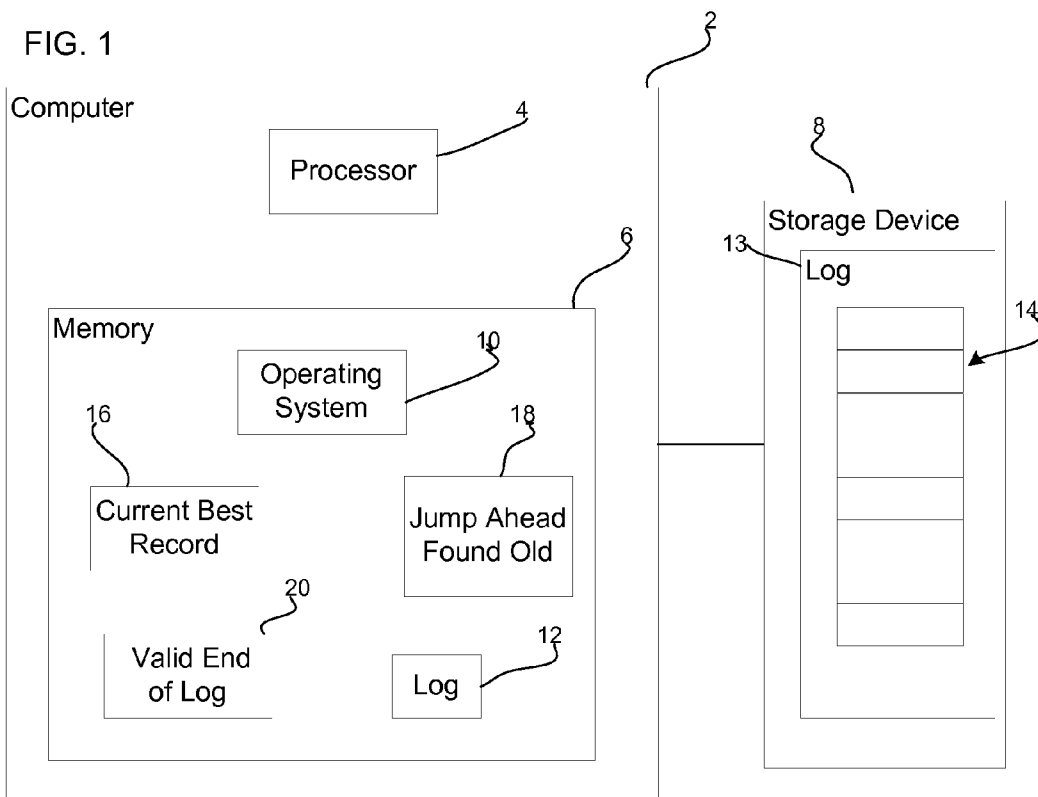 FIG. 1
2
Computer
4
Processor
8
Storage Device
6
13
Log
Memory
14
10
Operating
System
16
18
Current Best
Record
Jump Ahead
Found Old
20
Valid End
of Log
12
Log